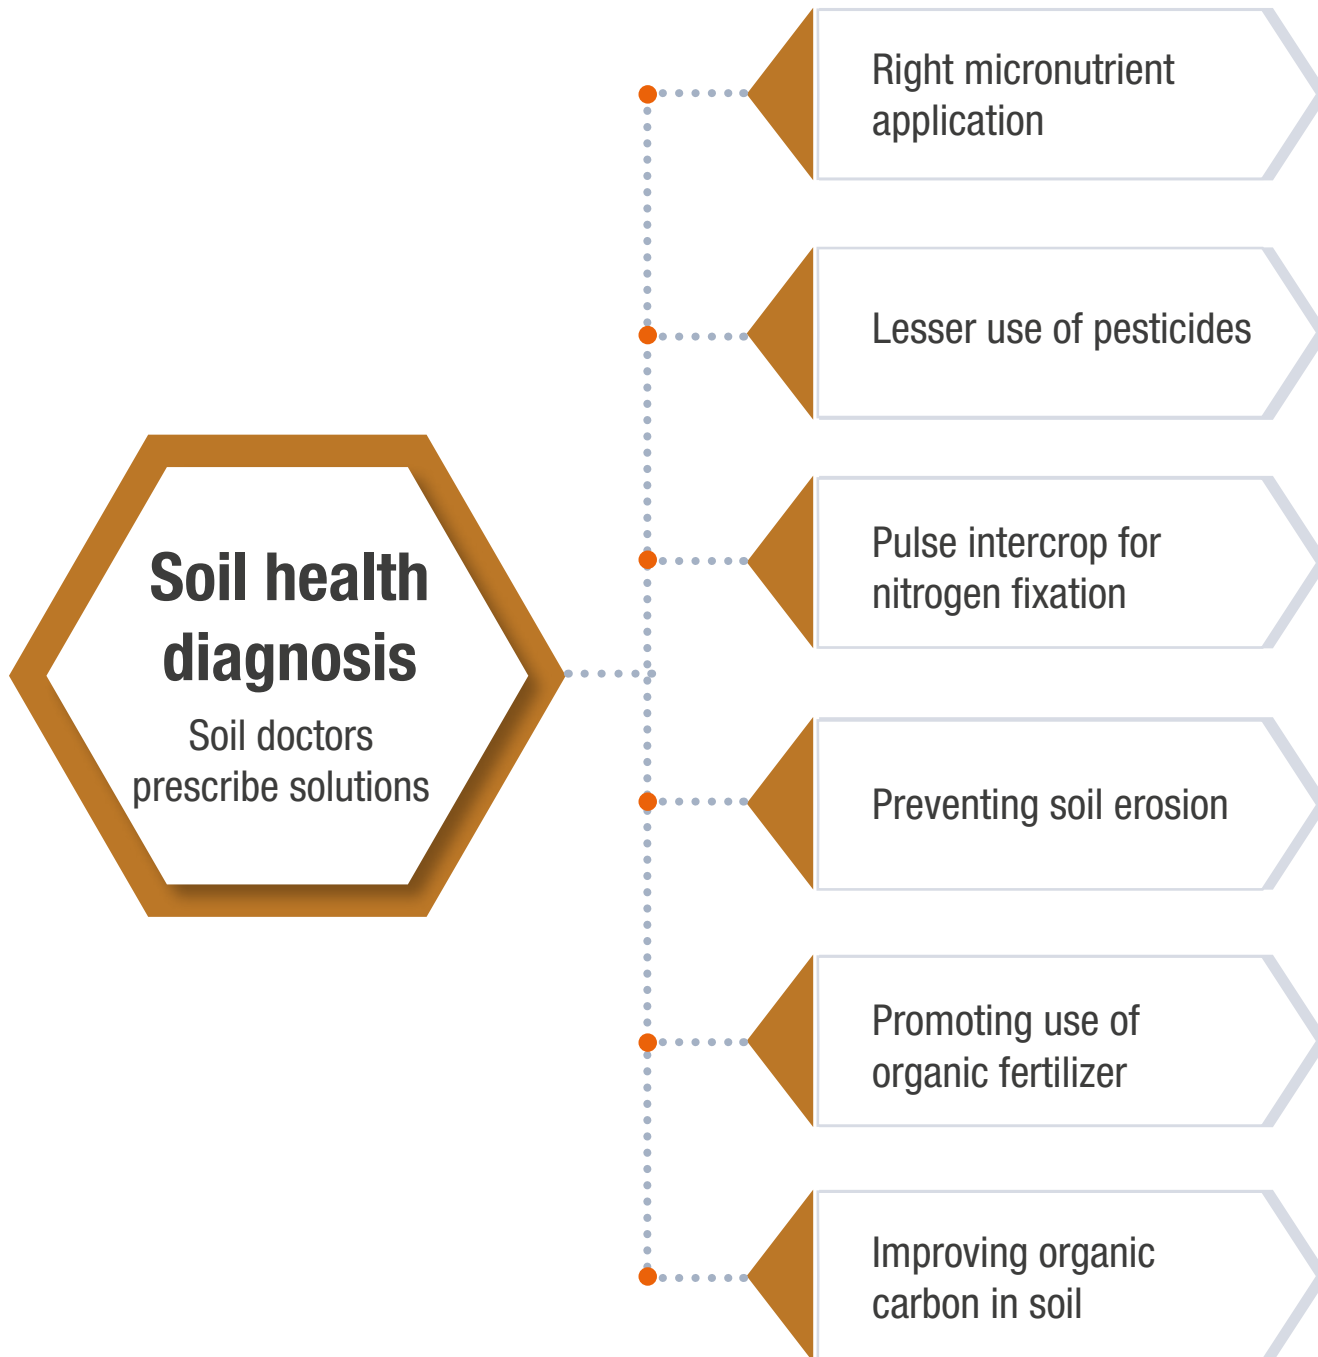 Soil health
diagnosis
Soil doctors
prescribe solutions
Right micronutrient
application
Lesser use of pesticides
Pulse intercrop for
nitrogen fixation
Preventing soil erosion
Promoting use of
organic fertilizer
Improving organic
carbon in soil